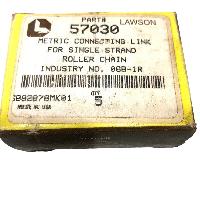 PART# LAWSON
57030
METRIC CONNECTING LINK
FOR SINGLE STRAND
ROLLER CHAIN
INDUSTRY NO. 08B-1R
QTY
5